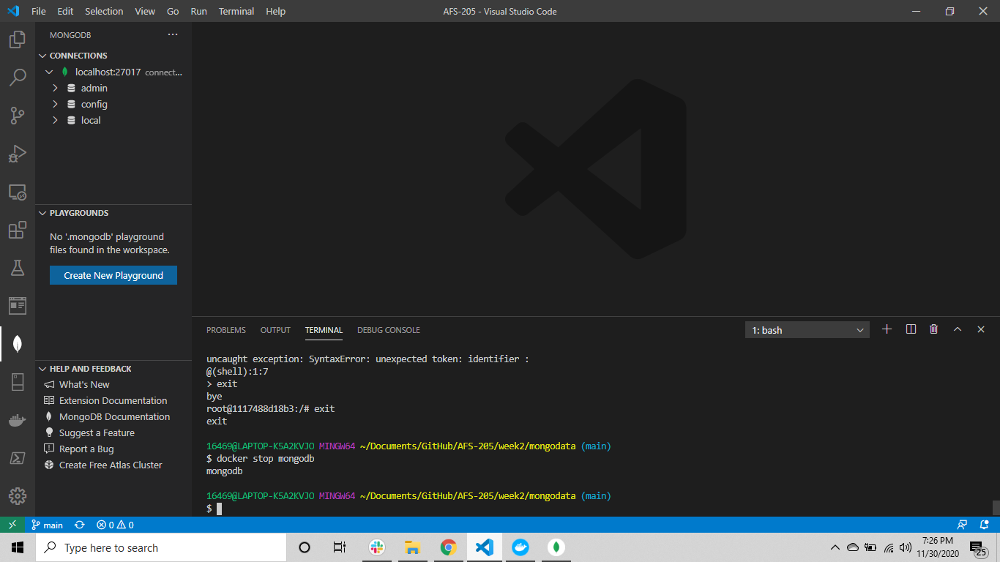 File Edit Selection View Go Run Terminal Help
AFS-205 - Visual Studio Code
MONGODB
CONNECTIONS
localhost:27017 connect...
admin
config
local
PLAYGROUNDS
No '.mongodb' playground
files found in the workspace.
Create New Playground
HELP AND FEEDBACK
What's New
Extension Documentation
MongoDB Documentation
Suggest a Feature
Report a Bug
Create Free Atlas Cluster
PROBLEMS OUTPUT TERMINAL DEBUG CONSOLE
1: bash
uncaught exception: SyntaxError: unexpected token: identifier :
@(shell):1:7
> exit
bye
root@1117488d18b3:/# exit
exit
16469@LAPTOP-K5A2KVJO MINGW64 ~/Documents/GitHub/AFS-205/week2/mongodata (main)
$ docker stop mongodb
mongodb
16469@LAPTOP-K5A2KVJO MINGW64 ~/Documents/GitHub/AFS-205/week2/mongodata (main)
$
main 0 0
Type here to search
7:26 PM
11/30/2020
25